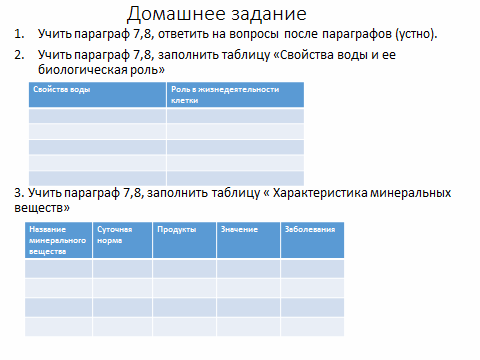 Домашнее задание
1. Учить параграф 7,8, ответить на вопросы после параграфов (устно).
2. Учить параграф 7,8, заполнить таблицу «Свойства воды и ее
биологическая роль»
Свойства воды Роль в жизнедеятельности
клетки
3. Учить параграф 7,8, заполнить таблицу « Характеристика минеральных
веществ»
Название
минерального
вещества
Суточная
норма
Продукты
Значение
Заболевания